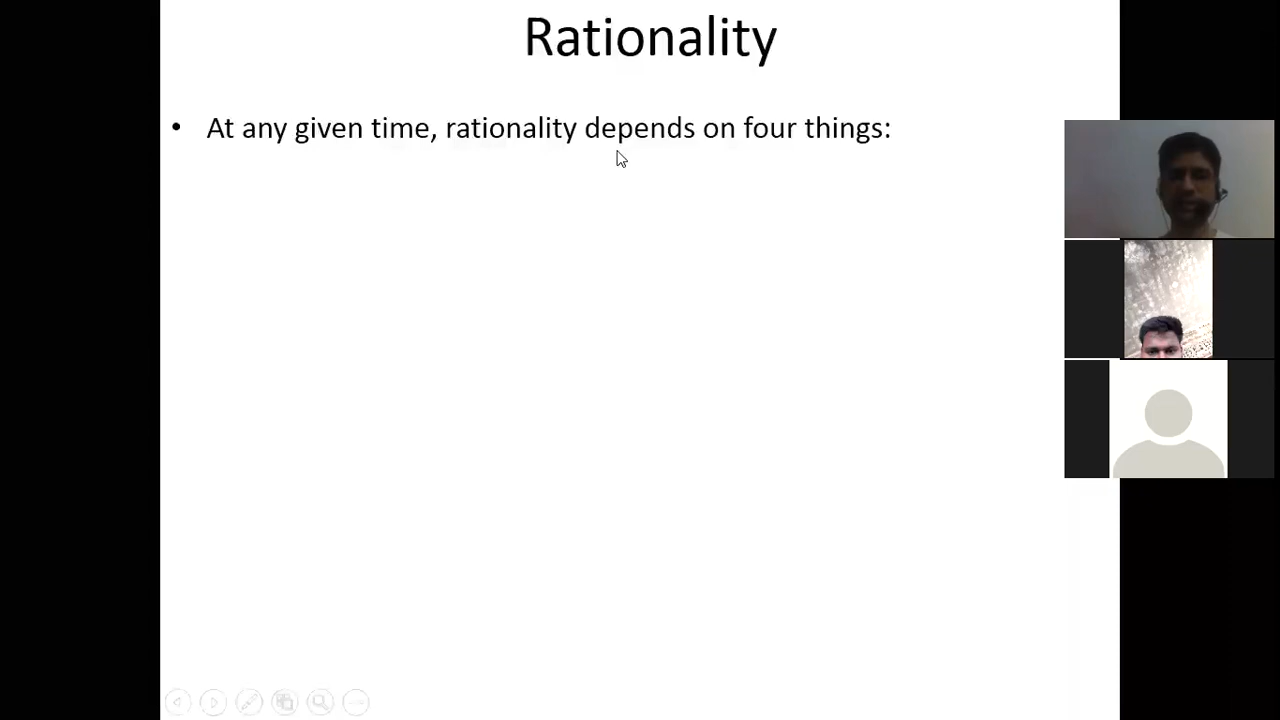 Rationality
• At any given time, rationality depends on four things: